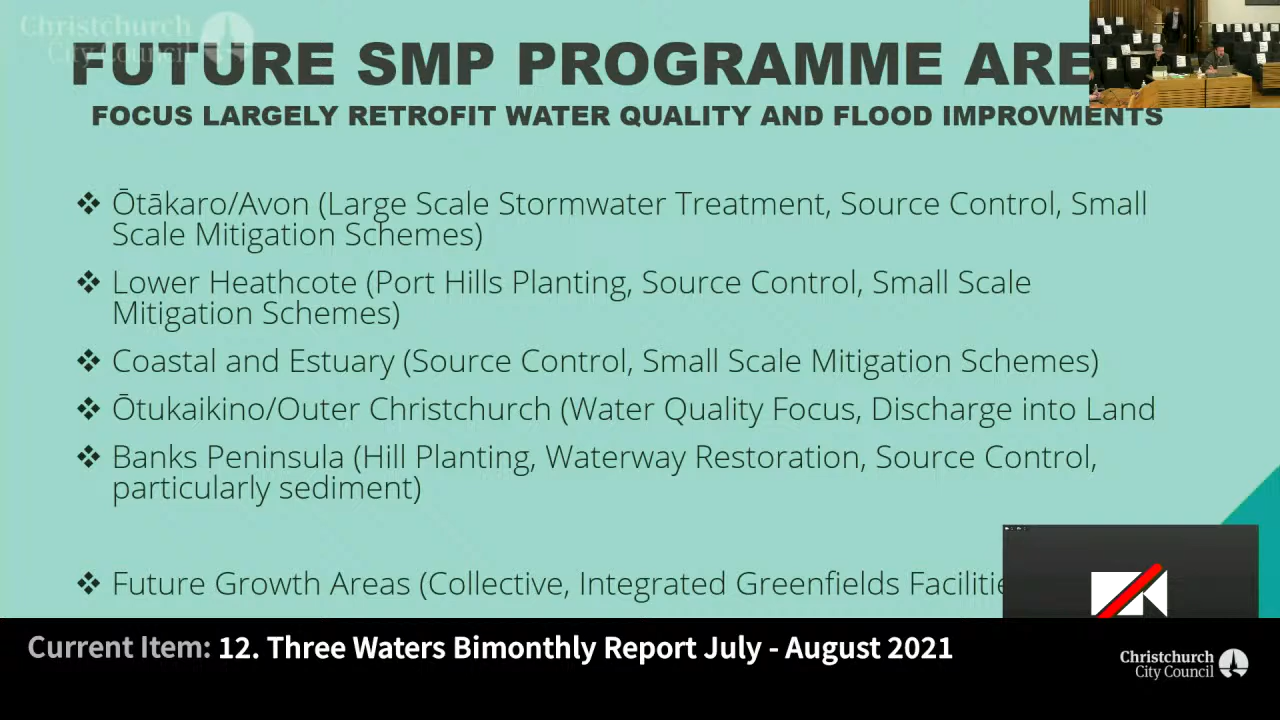 Christchurch
City Council
FUTURE SMP PROGRAMME ARE
FOCUS LARGELY RETROFIT WATER QUALITY AND FLOOD IMPROVMENTS
❖ Ōtākaro/Avon (Large Scale Stormwater Treatment, Source Control, Small
Scale Mitigation Schemes)
❖ Lower Heathcote (Port Hills Planting, Source Control, Small Scale
Mitigation Schemes)
❖ Coastal and Estuary (Source Control, Small Scale Mitigation Schemes)
❖ Ōtukaikino/Outer Christchurch (Water Quality Focus, Discharge into Land
❖ Banks Peninsula (Hill Planting, Waterway Restoration, Source Control,
particularly sediment)
❖ Future Growth Areas (Collective, Integrated Greenfields Facilitie
Current Item: 12. Three Waters Bimonthly Report July - August 2021
Christchurch
City Council